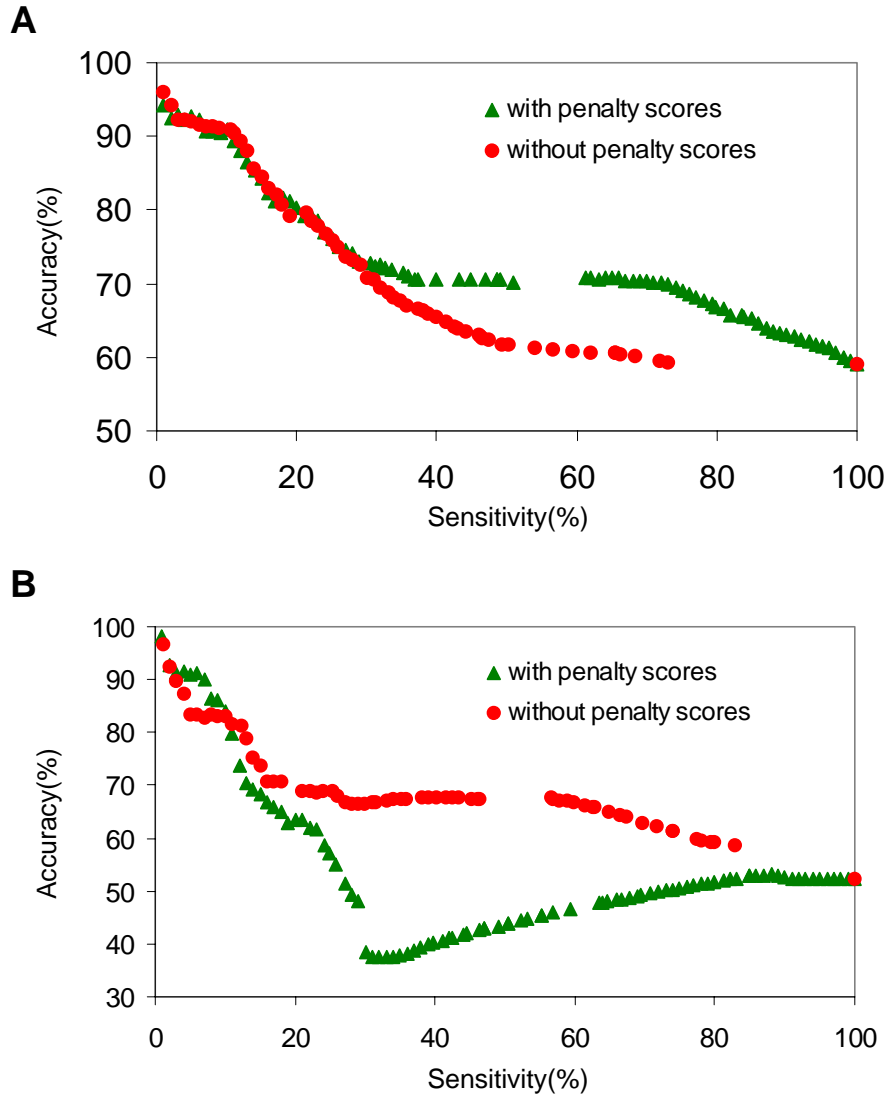 A
100
90
80
70
60
50
Accuracy(%)
with penalty scores
without penalty scores
0 20 40 60 80 100
Sensitivity(%)
B
100
90
80
70
60
50
40
30
Accuracy(%)
with penalty scores
without penalty scores
0 20 40 60 80 100
Sensitivity(%)